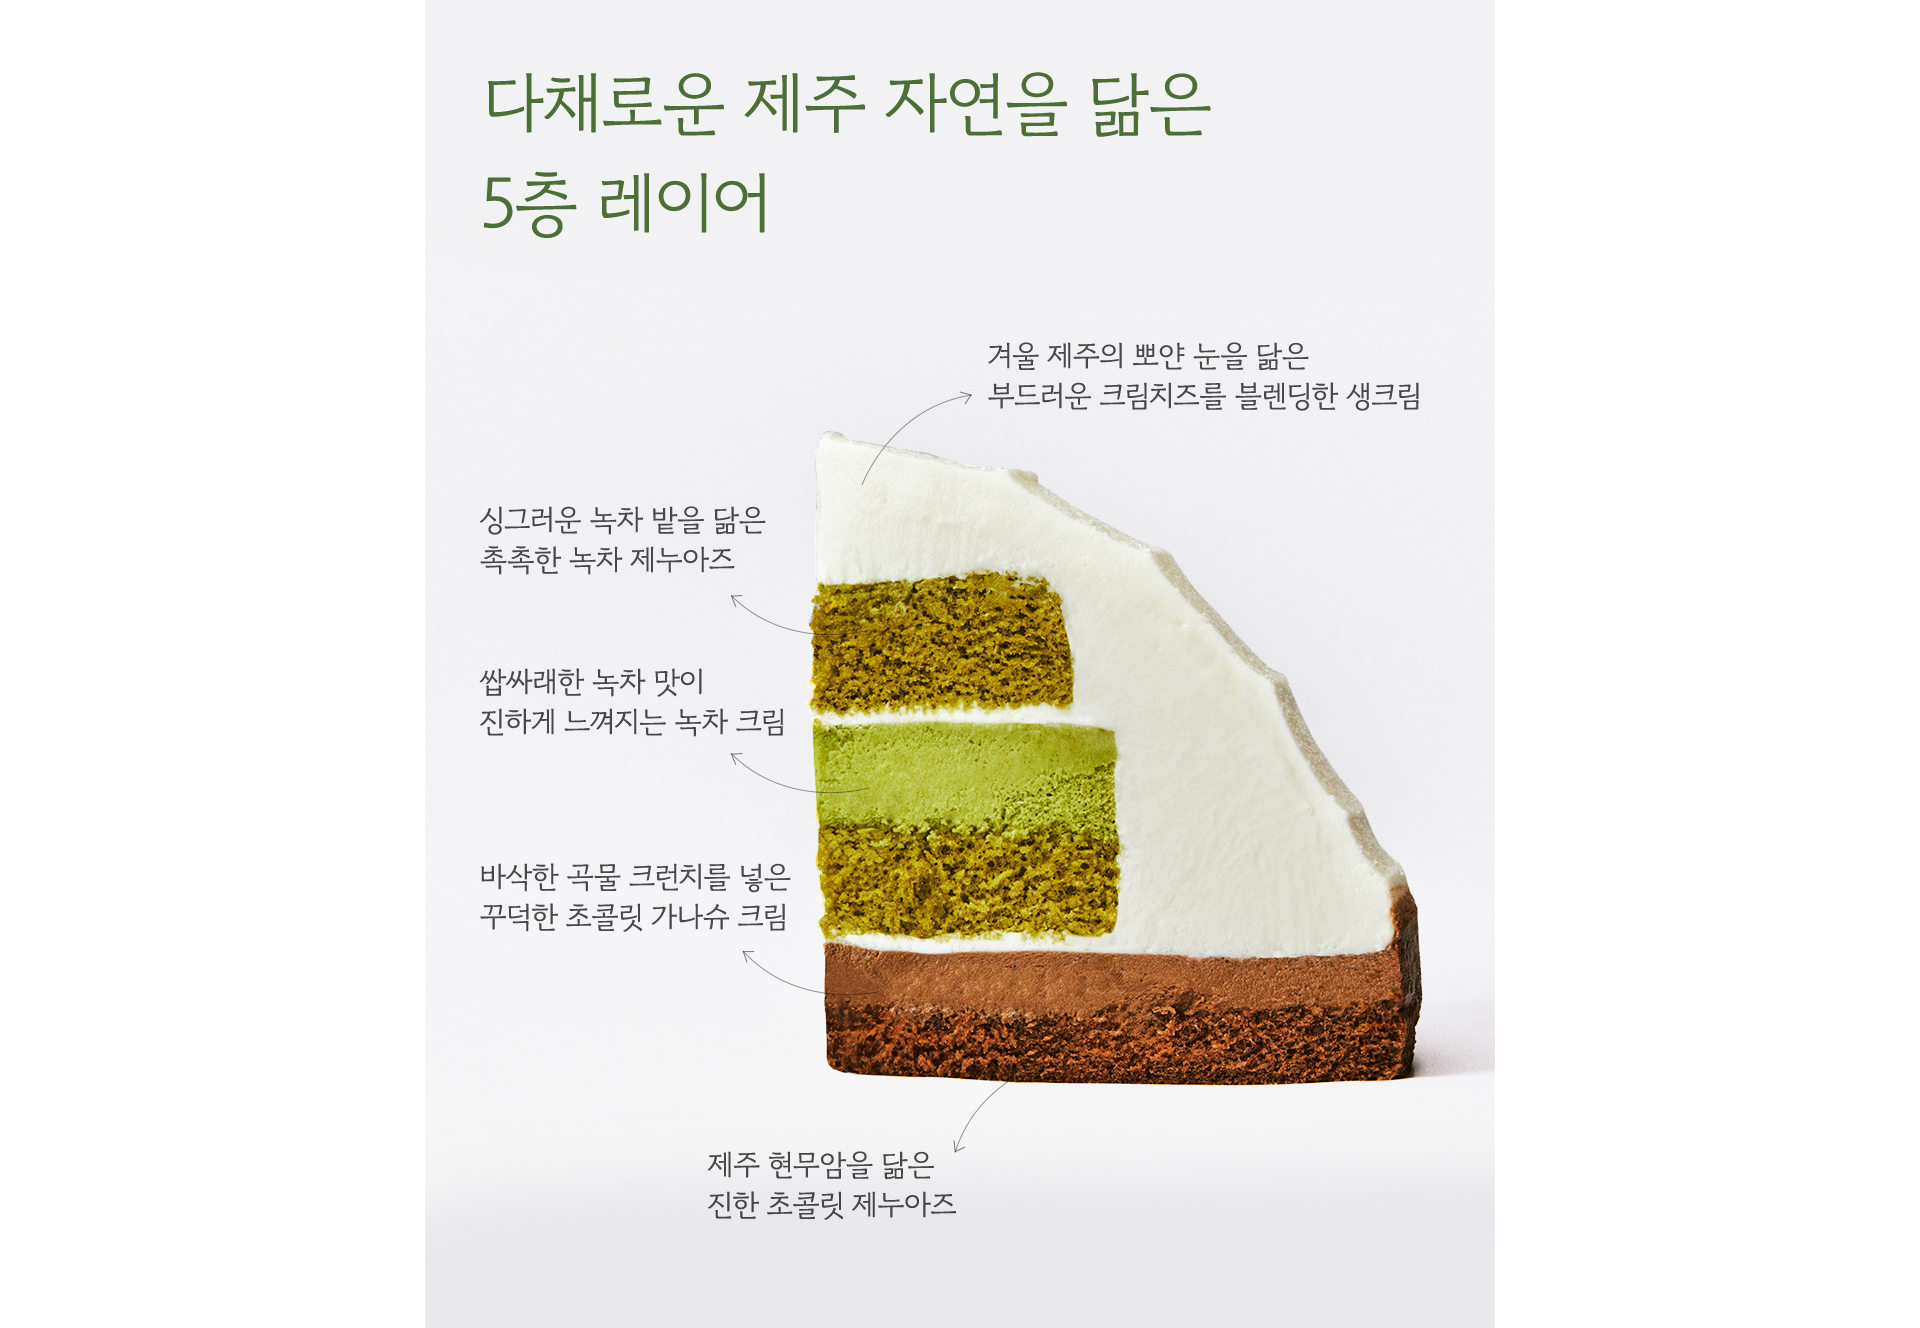 다채로운 제주 자연을 닮은
5층 레이어
겨울 제주의 뽀얀 눈을 닮은
부드러운 크림치즈를 블렌딩한 생크림
싱그러운 녹차 밭을 닮은
촉촉한 녹차 제누아즈
쌉싸래한 녹차 맛이
진하게 느껴지는 녹차 크림
바삭한 곡물 크런치를 넣은
꾸덕한 초콜릿 가나슈 크림
제주 현무암을 닮은
진한 초콜릿 제누아즈